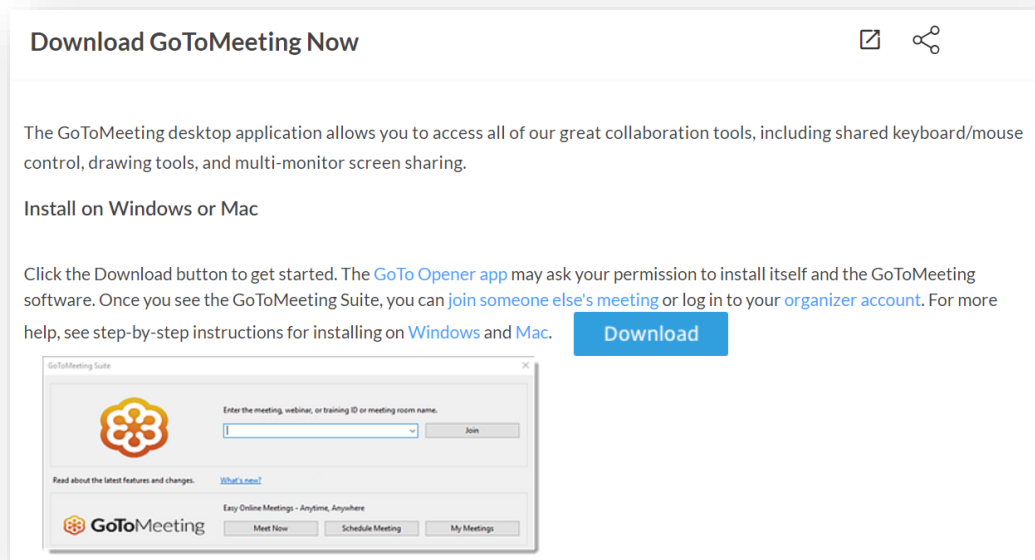 Download GoToMeeting Now
The GoToMeeting desktop application allows you to access all of our great collaboration tools, including shared keyboard/mouse
control, drawing tools, and multi-monitor screen sharing.
Install on Windows or Mac
Click the Download button to get started. The GoTo Opener app may ask your permission to install itself and the GoToMeeting
software. Once you see the GoToMeeting Suite, you can join someone else's meeting or log in to your organizer account. For more
help, see step-by-step instructions for installing on Windows and Mac. Download
GoToMeeting Suite
Enter the meeting, webinar, or training ID or meeting room name.
Join
Read about the latest features and changes. What's new?
Easy Online Meetings - Anytime, Anywhere
GoToMeeting Meet Now Schedule Meeting My Meetings